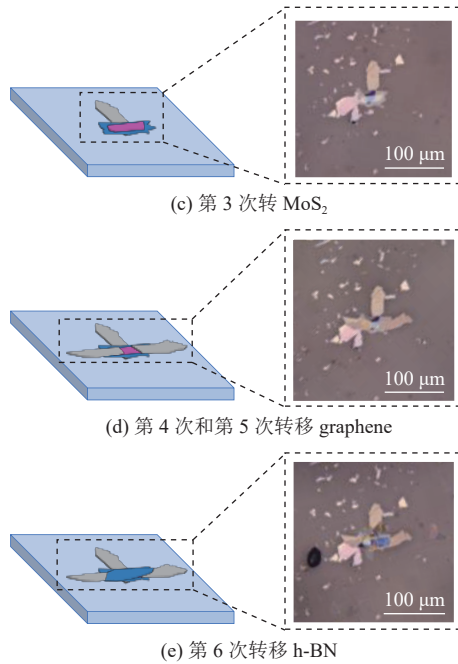 100 μm
(c) 第 3 次转 MoS₂
100 μm
(d) 第 4 次和第 5 次转移 graphene
100 μm
(e) 第 6 次转移 h-BN